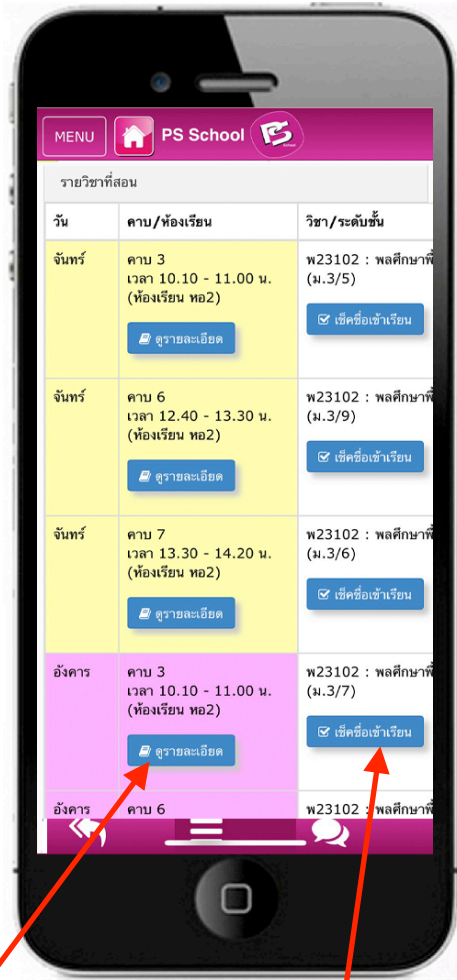 MENU PS School PS
รายวิชาที่สอน
วัน คาบ/ห้องเรียน วิชา/ระดับชั้น
จันทร์ คาบ 3 พ23102 : พลศึกษาพื้
เวลา 10.10 - 11.00 น. (ม.3/5)
(ห้องเรียน หอ2)
เช็คชื่อเข้าเรียน
ดูรายละเอียด
จันทร์ คาบ 6 พ23102 : พลศึกษาพื้
เวลา 12.40 - 13.30 น. (ม.3/9)
(ห้องเรียน หอ2)
เช็คชื่อเข้าเรียน
ดูรายละเอียด
จันทร์ คาบ 7 พ23102 : พลศึกษาพื้
เวลา 13.30 - 14.20 น. (ม.3/6)
(ห้องเรียน หอ2)
เช็คชื่อเข้าเรียน
ดูรายละเอียด
อังคาร คาบ 3 พ23102 : พลศึกษาพื้
เวลา 10.10 - 11.00 น. (ม.3/7)
(ห้องเรียน หอ2)
เช็คชื่อเข้าเรียน
ดูรายละเอียด
อังคาร คาบ 6 พ23102 : พลศึกษาพื้